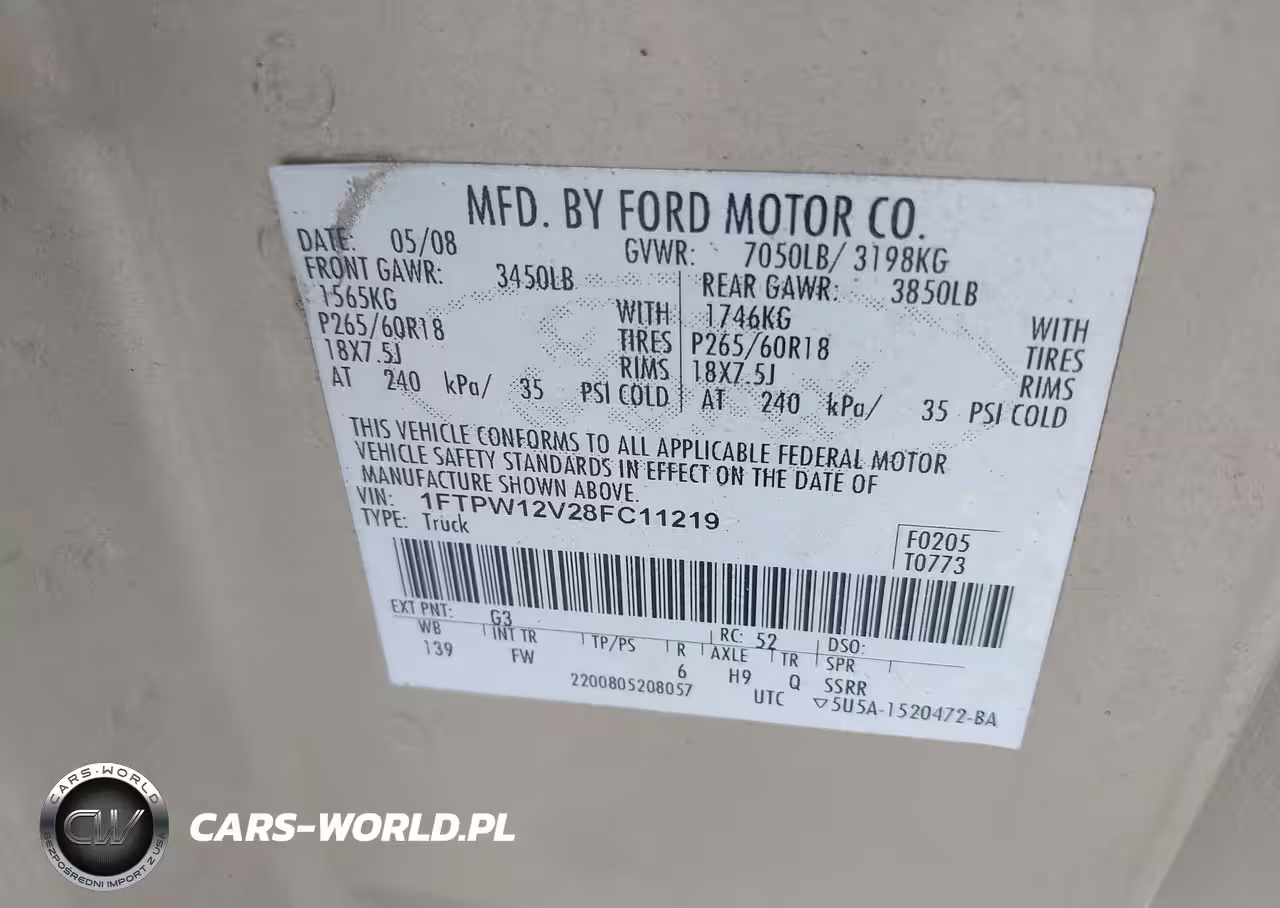 MFD. BY FORD MOTOR CO.
DATE: 05/08 GVWR: 7050LB/ 3198KG
FRONT GAWR: 3450LB REAR GAWR: 3850LB
1565KG WITH 1746KG WITH
P265/60R18 TIRES P265/60R18 TIRES
18X7.5J RIMS 18X7.5J RIMS
AT 240 kPa/ 35 PSI COLD AT 240 kPa/ 35 PSI COLD
THIS VEHICLE CONFORMS TO ALL APPLICABLE FEDERAL MOTOR
VEHICLE SAFETY STANDARDS IN EFFECT ON THE DATE OF
MANUFACTURE SHOWN ABOVE.
VIN: 1FTPW12V28FC11219
TYPE: Truck
F0205
T0773
EXT PNT: G3 RC: 52 DSO:
WB INT TR TP/PS R AXLE TR SPR
139 FW 6 H9 Q SSRR
2200805208057 UTC ▽5U5A-1520472-BA
CARS-WORLD
CW
BEZPOŚREDNI IMPORT Z USA
CARS-WORLD.PL